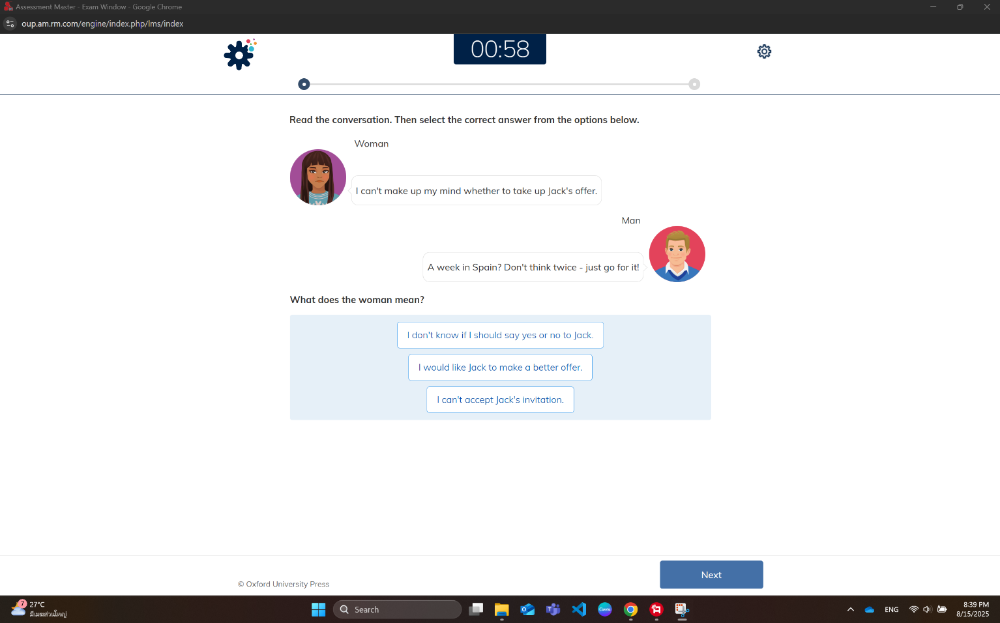 Assessment Master - Exam Window - Google Chrome
oup.am.rm.com/engine/index.php/lms/index
00:58
Read the conversation. Then select the correct answer from the options below.
Woman
I can't make up my mind whether to take up Jack's offer.
Man
A week in Spain? Don't think twice - just go for it!
What does the woman mean?
I don't know if I should say yes or no to Jack.
I would like Jack to make a better offer.
I can't accept Jack's invitation.
Next
© Oxford University Press
7
27°C
มีเมฆส่วนใหญ่
Search
Canva
ENG
8:39 PM
8/15/2025